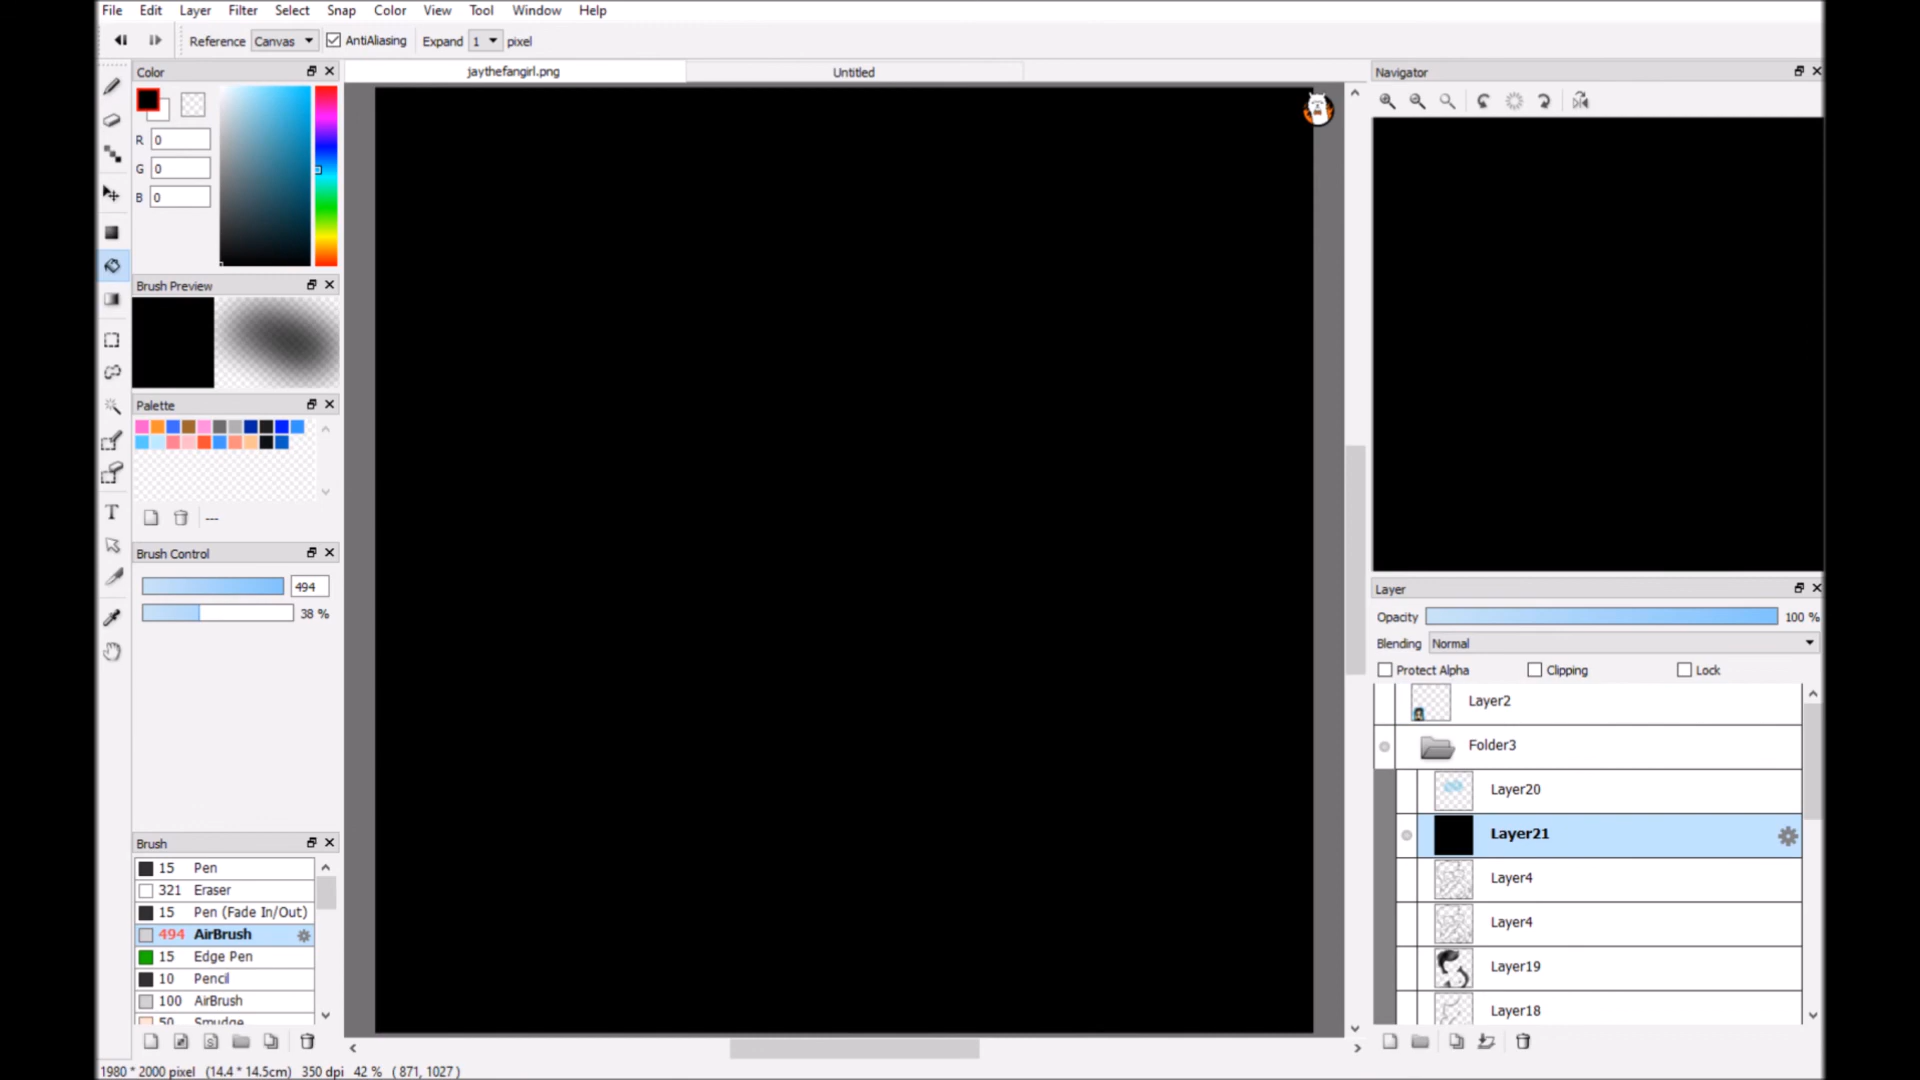 File Edit Layer Filter Select Snap Color View Tool Window Help
Reference Canvas AntiAliasing Expand 1 pixel
Color
jaythefangirl.png
Untitled
Navigator
R 0
G 0
B 0
Brush Preview
Palette
---
Brush Control
494
38 %
Layer
Opacity 100 %
Blending Normal
Protect Alpha Clipping Lock
Layer2
Folder3
Layer20
Layer21
Layer4
Layer4
Layer19
Layer18
Brush
15 Pen
321 Eraser
15 Pen (Fade In/Out)
494 AirBrush
15 Edge Pen
10 Pencil
100 AirBrush
50 Smudge
1980 * 2000 pixel (14.4 * 14.5cm) 350 dpi 42 % ( 871, 1027 )